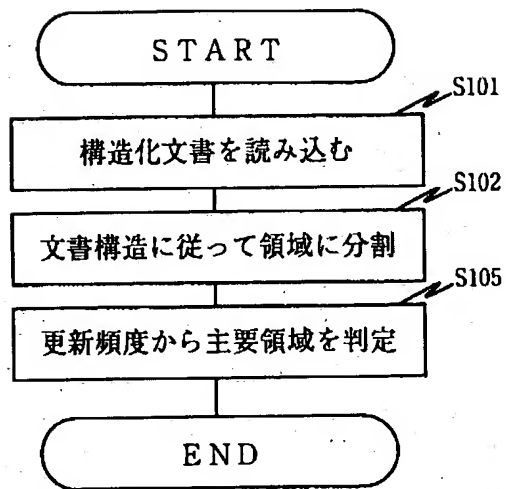 START
S101
構造化文書を読み込む
S102
文書構造に従って領域に分割
S105
更新頻度から主要領域を判定
END